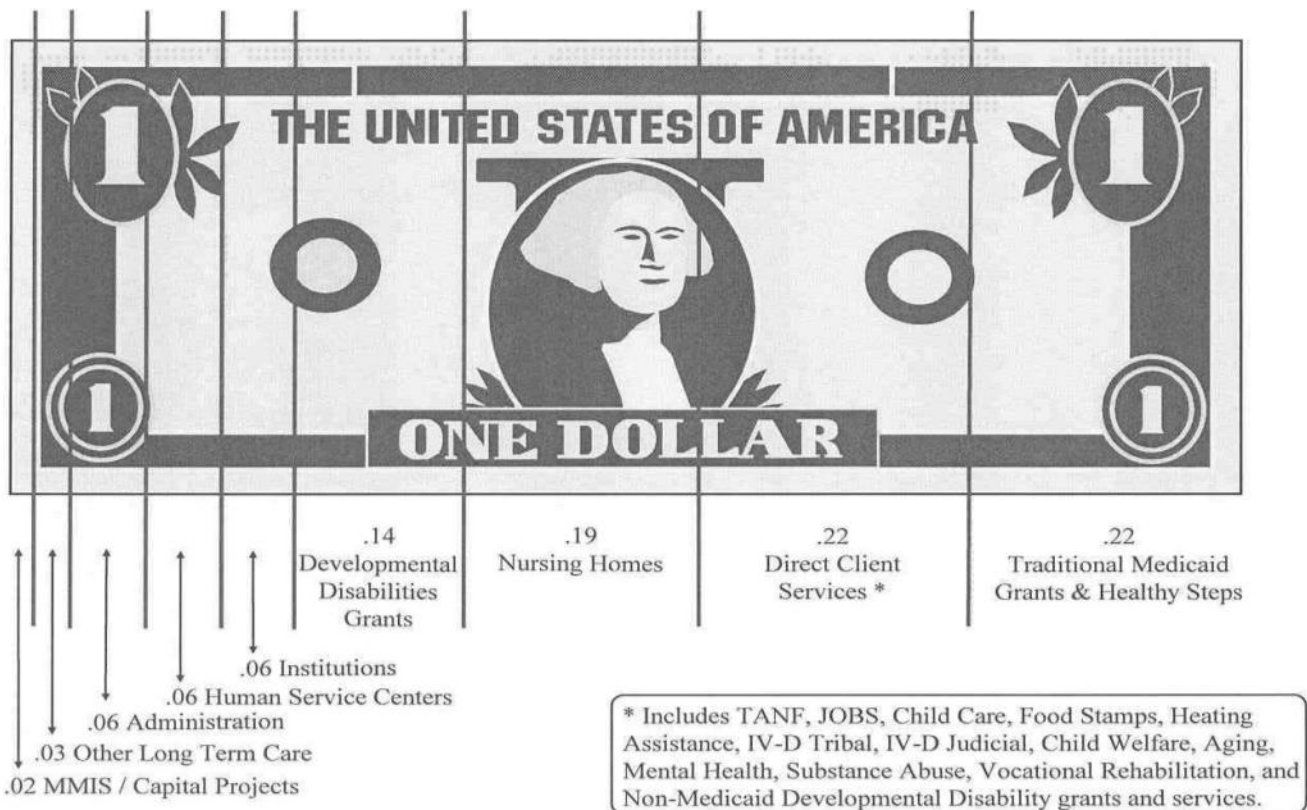 1
1
THE UNITED STATES OF AMERICA
1
1
ONE DOLLAR
.14
Developmental
Disabilities
Grants
.19
Nursing Homes
.22
Direct Client
Services *
.22
Traditional Medicaid
Grants & Healthy Steps
.06 Institutions
.06 Human Service Centers
.06 Administration
.03 Other Long Term Care
.02 MMIS / Capital Projects
* Includes TANF, JOBS, Child Care, Food Stamps, Heating
Assistance, IV-D Tribal, IV-D Judicial, Child Welfare, Aging,
Mental Health, Substance Abuse, Vocational Rehabilitation, and
Non-Medicaid Developmental Disability grants and services.